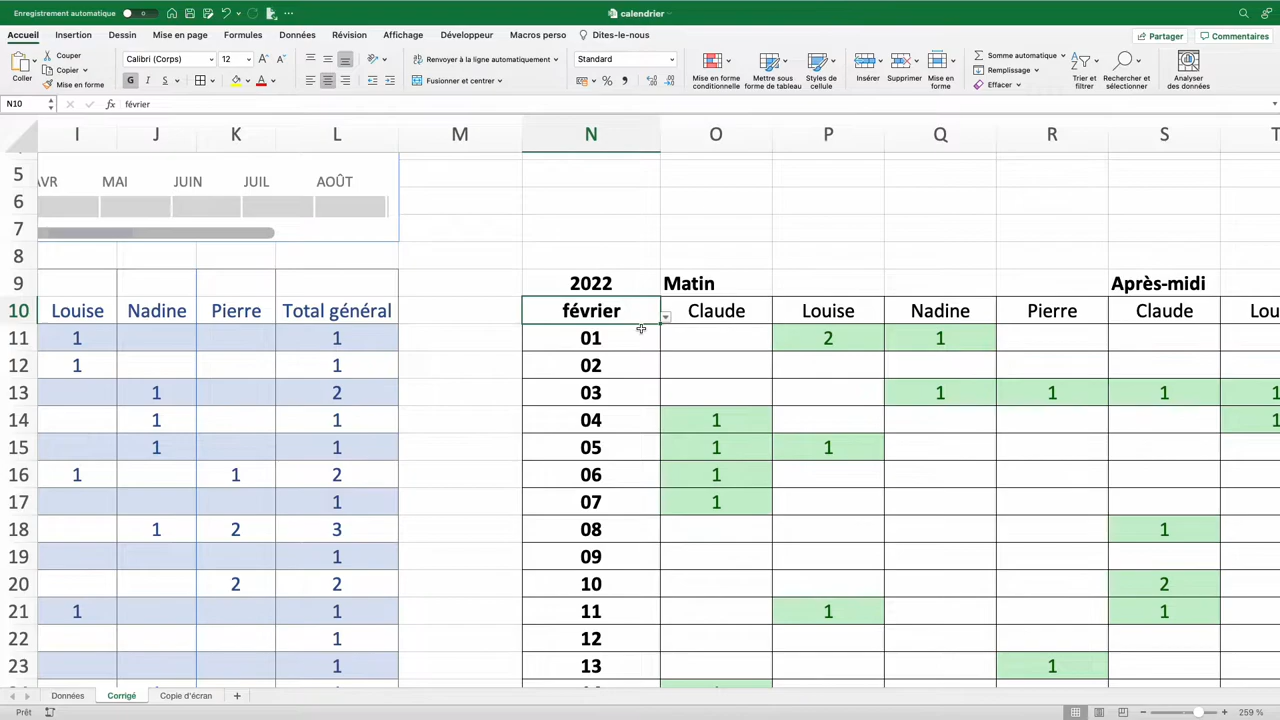 Enregistrement automatique
calendrier
Accueil Insertion Dessin Mise en page Formules Données Révision Affichage Développeur Macros perso Dites-le-nous
Partager Commentaires
Coller
Couper
Copier
Mise en forme
Calibri (Corps) 12
G I S
Renvoyer à la ligne automatiquement
Fusionner et centrer
Standard
% 000
Mise en forme conditionnelle
Mettre sous forme de tableau
Styles de cellule
Insérer
Supprimer
Mise en forme
Somme automatique
Remplissage
Effacer
Trier et filtrer
Rechercher et sélectionner
Analyser des données
N10 fx février
I J K L M N O P Q R S T
5 AVR MAI JUIN JUIL AOÛT
6
7
8
9 2022 Matin Après-midi
10 Louise Nadine Pierre Total général février Claude Louise Nadine Pierre Claude Lou
11 1 1 01 2 1
12 1 1 02
13 1 2 03 1 1 1 1
14 1 1 04 1 1
15 1 1 05 1 1
16 1 1 2 06 1
17 1 07 1
18 1 2 3 08 1
19 1 09
20 2 2 10 2
21 1 1 11 1 1
22 1 12
23 1 13 1
Données Corrigé Copie d'écran +
Prêt 259 %